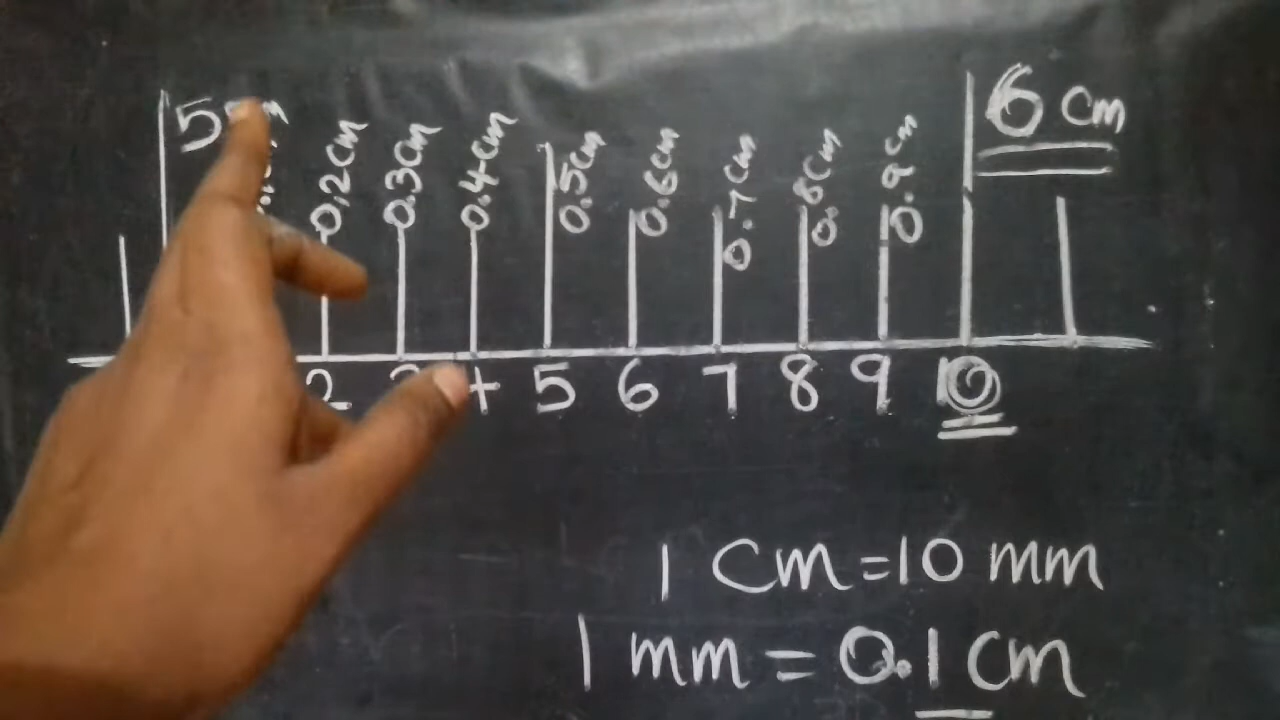 5
0.2cm 0.3cm 0.4cm 0.5cm 0.6cm 0.7cm 0.8cm 0.9cm
6 Cm
2 5 6 7 8 9 10
1 Cm = 10 mm
1 mm = 0.1 cm